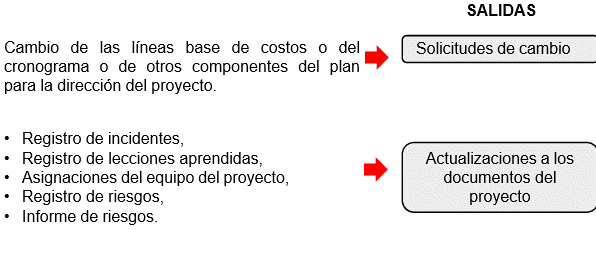 SALIDAS
Cambio de las líneas base de costos o del
cronograma o de otros componentes del plan
para la dirección del proyecto.
Solicitudes de cambio
• Registro de incidentes,
• Registro de lecciones aprendidas,
• Asignaciones del equipo del proyecto,
• Registro de riesgos,
• Informe de riesgos.
Actualizaciones a los
documentos del
proyecto